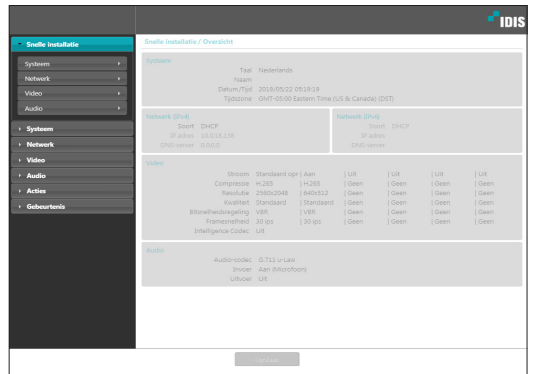 IDIS
Snelle installatie
Systeem
Netwerk
Video
Audio
Systeem
Netwerk
Video
Audio
Acties
Gebeurtenis
Snelle installatie / Overzicht
Systeem
Taal Nederlands
Naam
Datum/Tijd 2019/05/22 05:19:19
Tijdszone GMT-05:00 Eastern Time (US & Canada) (DST)
Netwerk (IPv4)
Soort DHCP
IP adres
DNS-server 0.0.0.0
Netwerk (IPv6)
Soort DHCP
IP adres
DNS-server
Video
Stroom Standaard opr | Aan | Uit | Uit | Uit | Uit
Compressie H.265 | H.265 | Geen | Geen | Geen | Geen
Resolutie 2560x2048 | 640x512 | Geen | Geen | Geen | Geen
Kwaliteit Standaard | Standaard | Geen | Geen | Geen | Geen
Bitsnelheidsregeling VBR | VBR | Geen | Geen | Geen | Geen
Framesnelheid 30 ips | 30 ips | Geen | Geen | Geen | Geen
Intelligence Codec Uit
Audio
Audio-codec G.711 u-Law
Invoer Aan (Microfoon)
Uitvoer Uit